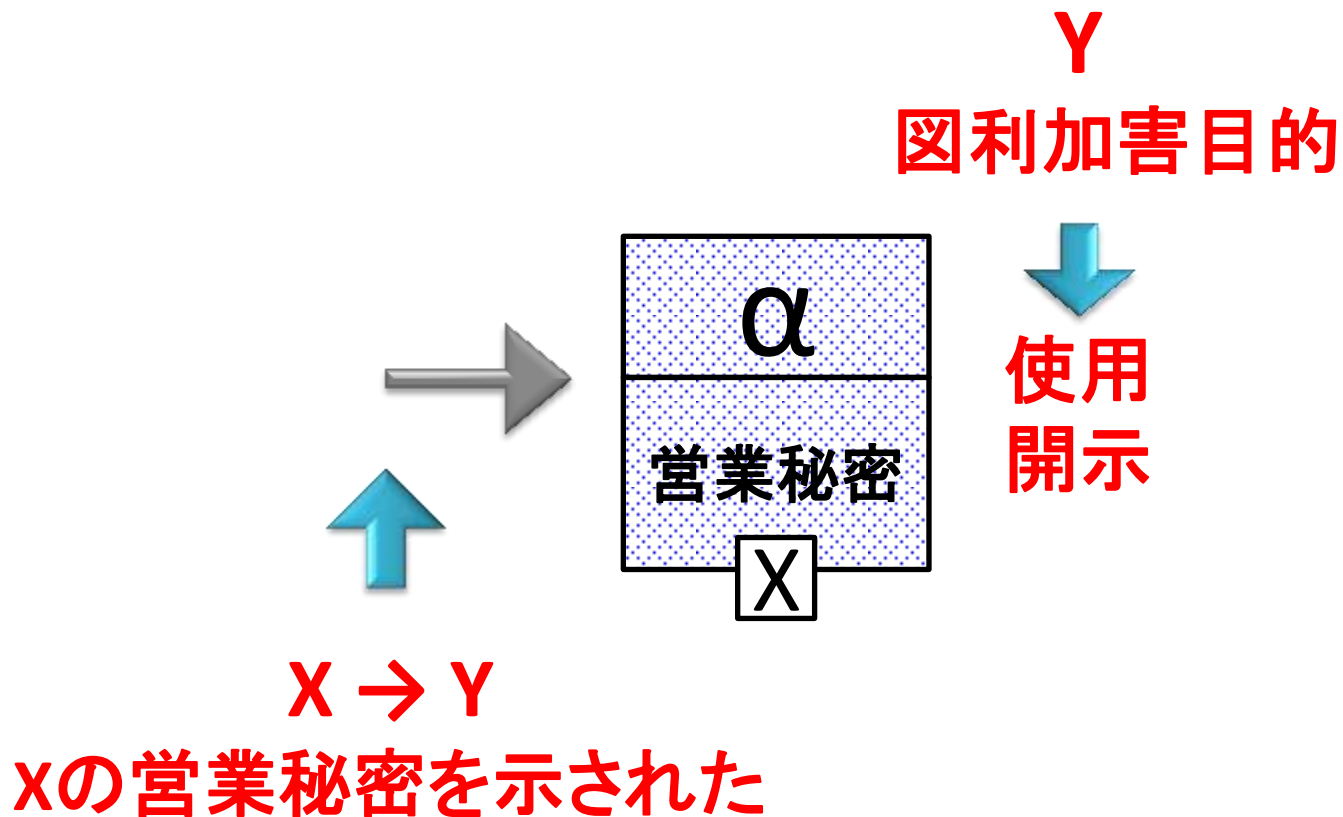 Y
図利加害目的
α
使用
開示
営業秘密
X
X → Y
Xの営業秘密を示された